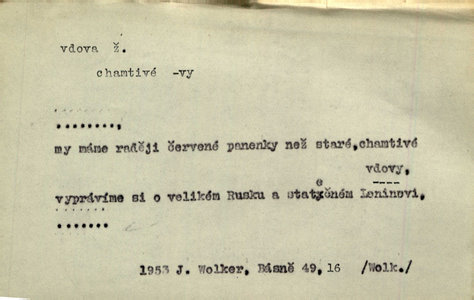 vdova ž.
chamtivé -vy
........,
my máme raději červené panenky než staré,chamtivé
vdovy,
vyprávíme si o velikém Rusku a statečném Leninovi,
.......
1953 J. Wolker, Básně 49, 16 /Wolk./